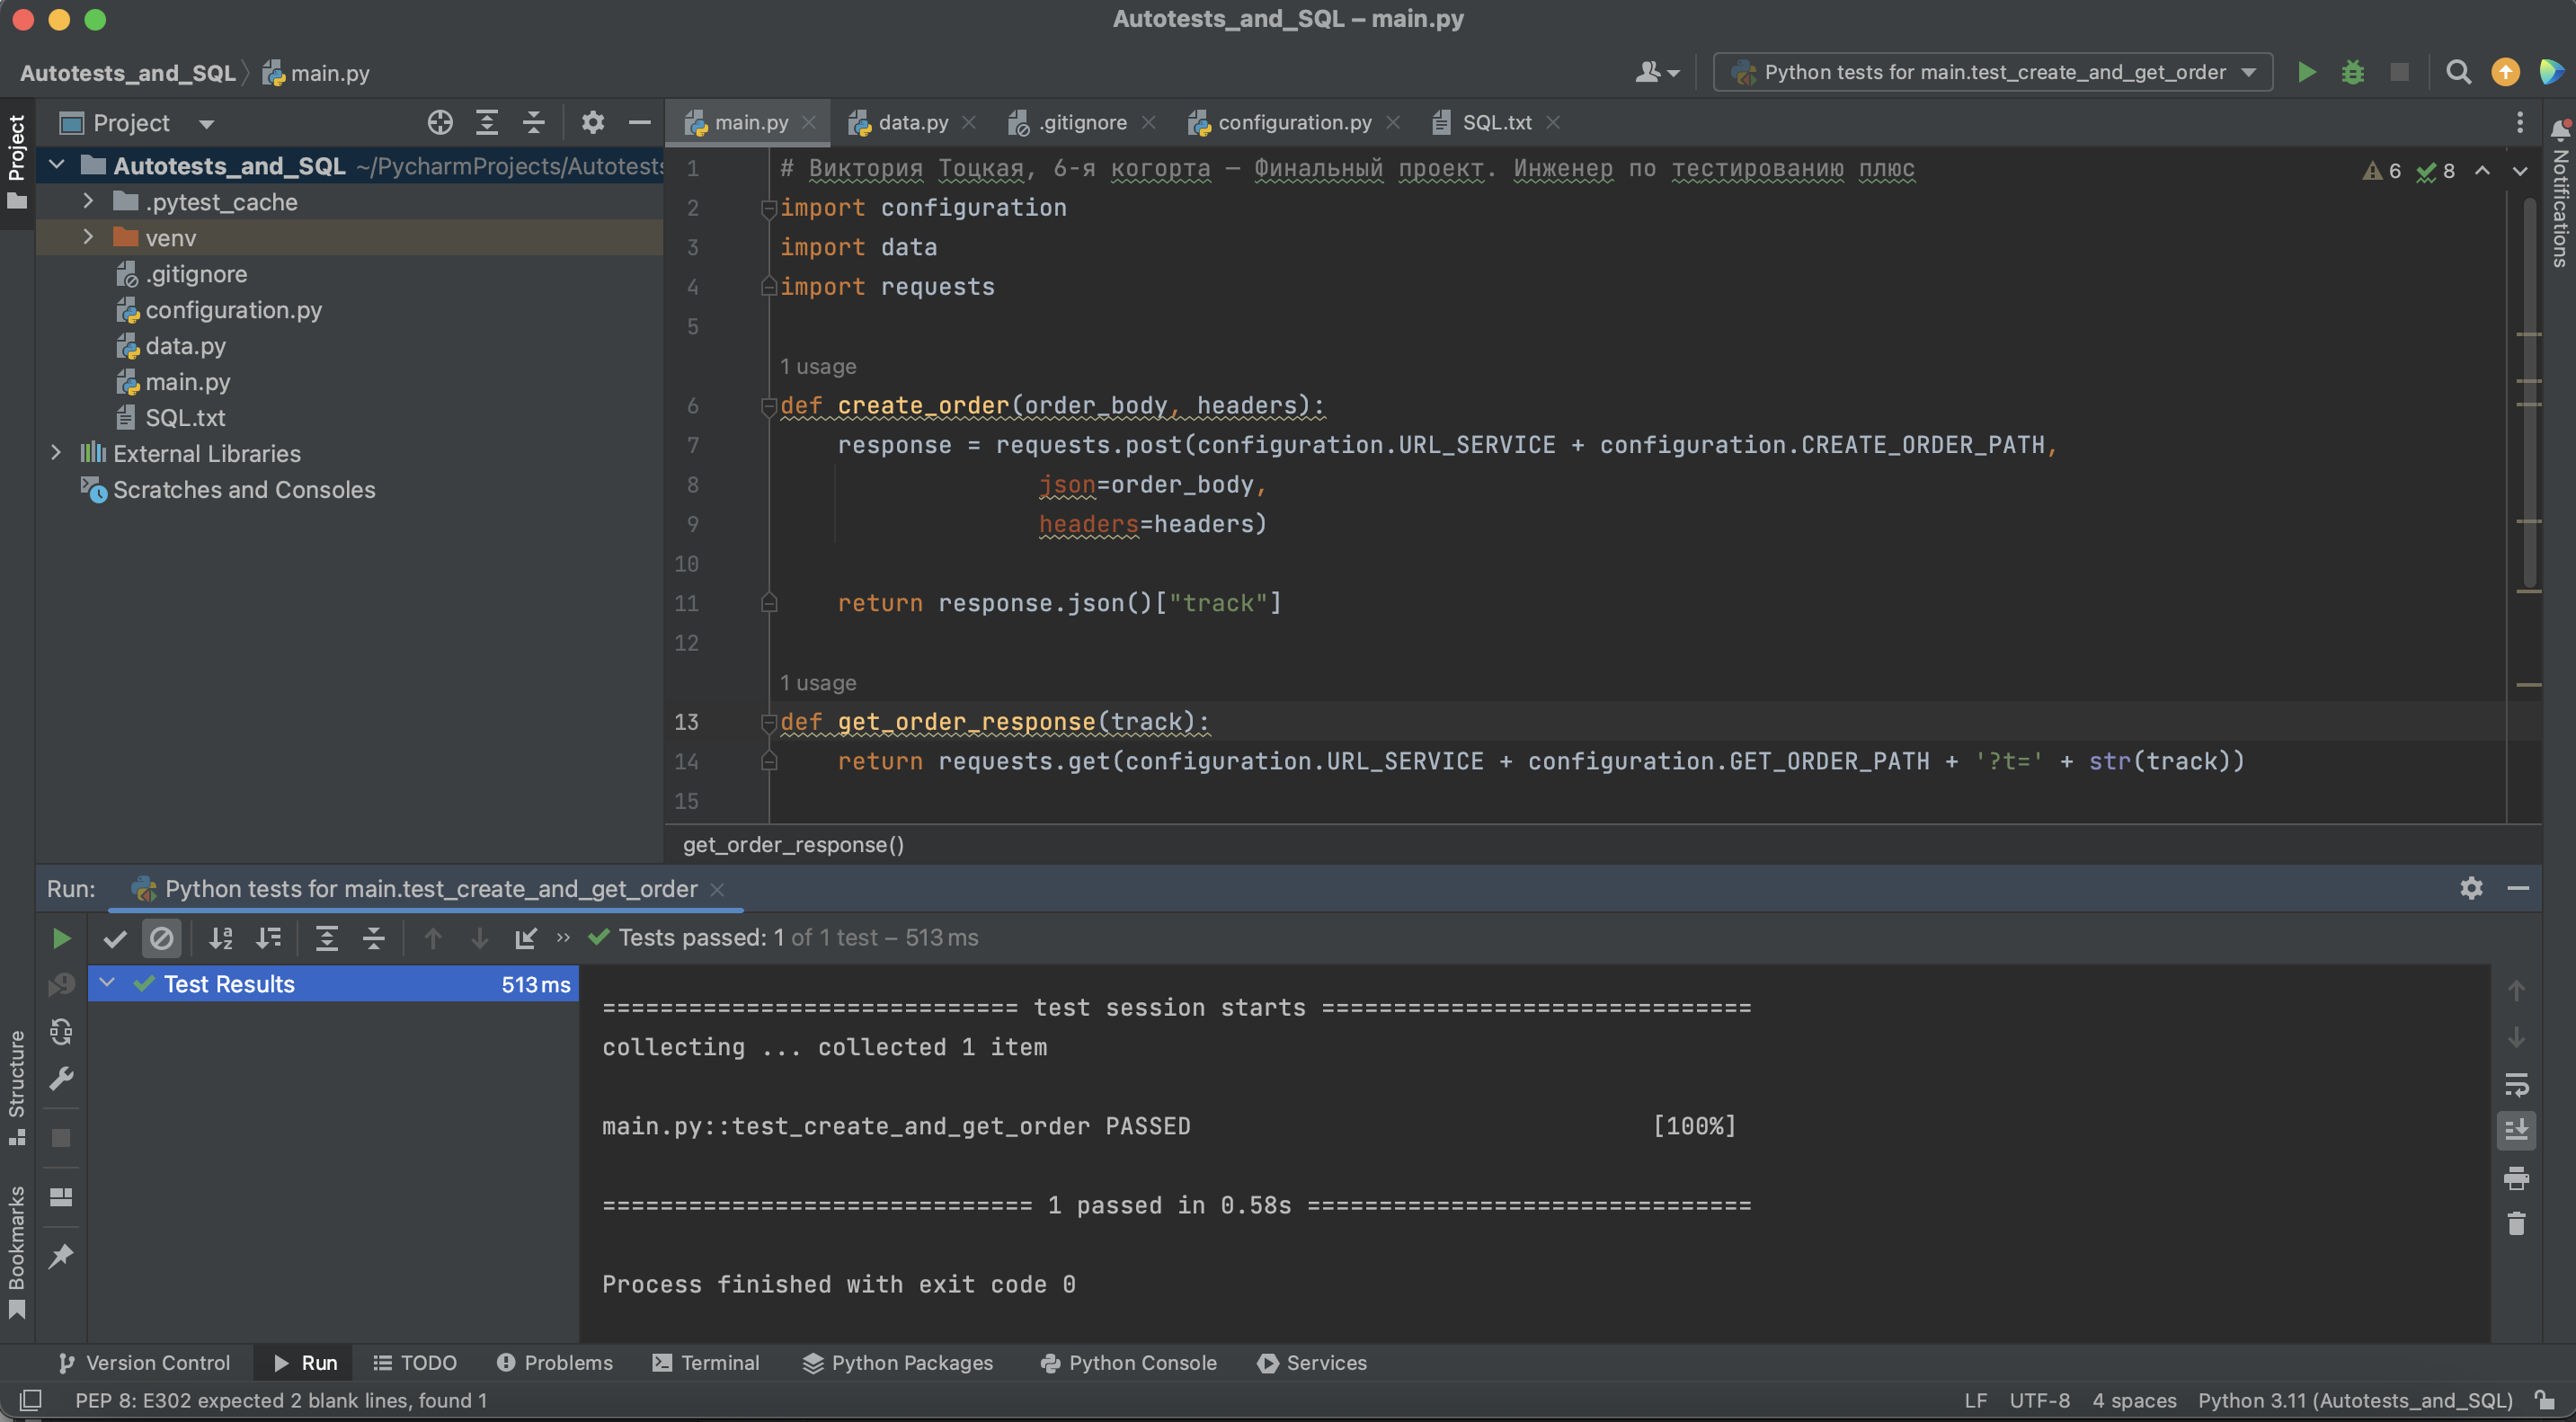 Autotests_and_SQL – main.py
Autotests_and_SQL
main.py
Python tests for main.test_create_and_get_order
Project
Project
main.py
data.py
.gitignore
configuration.py
SQL.txt
Notifications
Autotests_and_SQL ~/PycharmProjects/Autotests
.pytest_cache
venv
.gitignore
configuration.py
data.py
main.py
SQL.txt
External Libraries
Scratches and Consoles
6 8
1 # Виктория Тоцкая, 6-я когорта — Финальный проект. Инженер по тестированию плюс
2 import configuration
3 import data
4 import requests
5
1 usage
6 def create_order(order_body, headers):
7 response = requests.post(configuration.URL_SERVICE + configuration.CREATE_ORDER_PATH,
8 json=order_body,
9 headers=headers)
10
11 return response.json()["track"]
12
1 usage
13 def get_order_response(track):
14 return requests.get(configuration.URL_SERVICE + configuration.GET_ORDER_PATH + '?t=' + str(track))
15
get_order_response()
Run: Python tests for main.test_create_and_get_order
Tests passed: 1 of 1 test – 513 ms
Test Results 513 ms
============================= test session starts ==============================
collecting ... collected 1 item
main.py::test_create_and_get_order PASSED [100%]
============================== 1 passed in 0.58s ===============================
Process finished with exit code 0
Structure
Bookmarks
Version Control
Run
TODO
Problems
Terminal
Python Packages
Python Console
Services
PEP 8: E302 expected 2 blank lines, found 1
LF UTF-8 4 spaces Python 3.11 (Autotests_and_SQL)